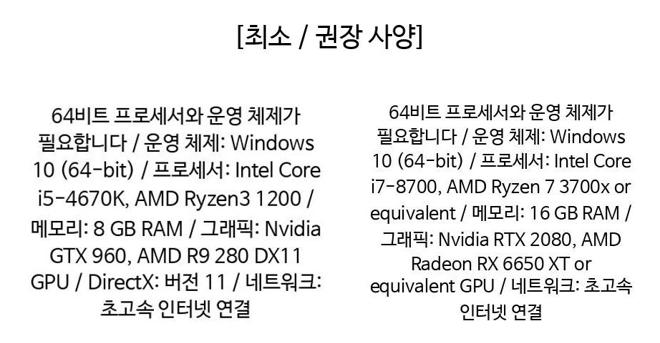 [최소 / 권장 사양]
64비트 프로세서와 운영 체제가
필요합니다 / 운영 체제: Windows
10 (64-bit) / 프로세서: Intel Core
i5-4670K, AMD Ryzen3 1200 /
메모리: 8 GB RAM / 그래픽: Nvidia
GTX 960, AMD R9 280 DX11
GPU / DirectX: 버전 11 / 네트워크:
초고속 인터넷 연결
64비트 프로세서와 운영 체제가
필요합니다 / 운영 체제: Windows
10 (64-bit) / 프로세서: Intel Core
i7-8700, AMD Ryzen 7 3700x or
equivalent / 메모리: 16 GB RAM /
그래픽: Nvidia RTX 2080, AMD
Radeon RX 6650 XT or
equivalent GPU / 네트워크: 초고속
인터넷 연결